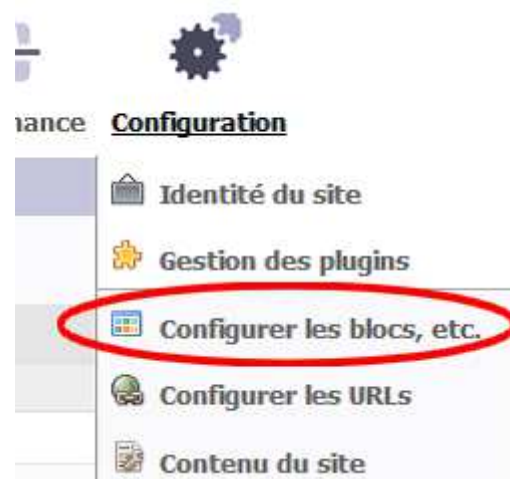 nance Configuration
Identité du site
Gestion des plugins
Configurer les blocs, etc.
Configurer les URLs
Contenu du site